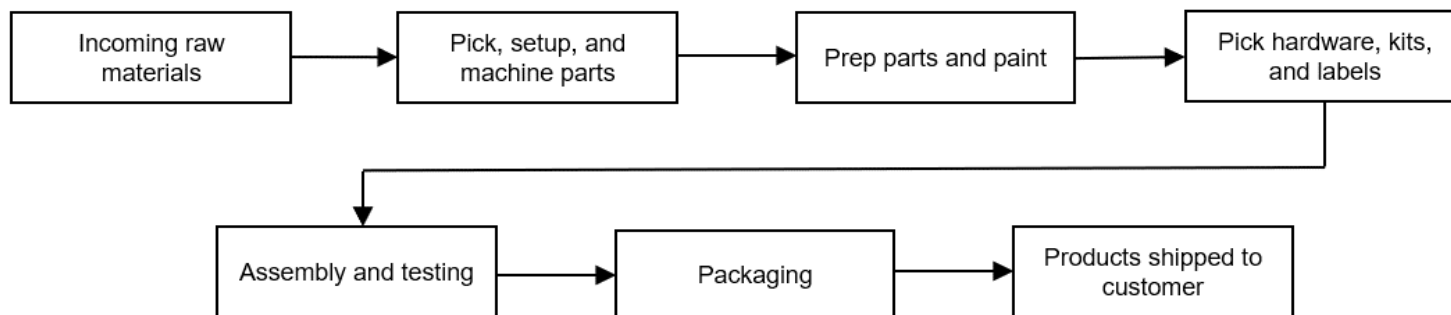 Incoming raw
materials
Pick, setup, and
machine parts
Prep parts and paint
Pick hardware, kits,
and labels
Assembly and testing
Packaging
Products shipped to
customer